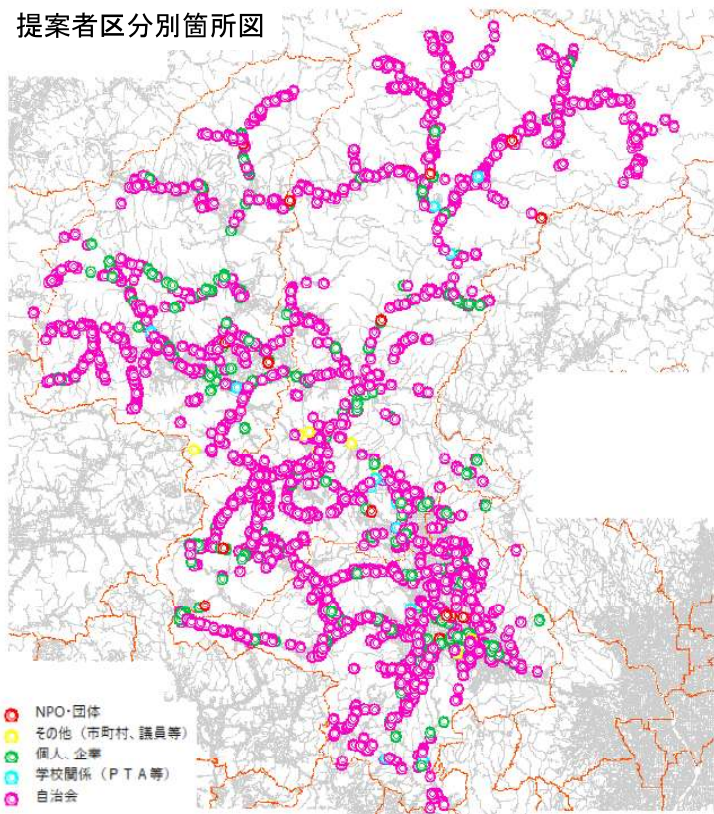 提案者区分別箇所図
NPO・団体
その他（市町村、議員等）
個人、企業
学校関係（ＰＴＡ等）
自治会